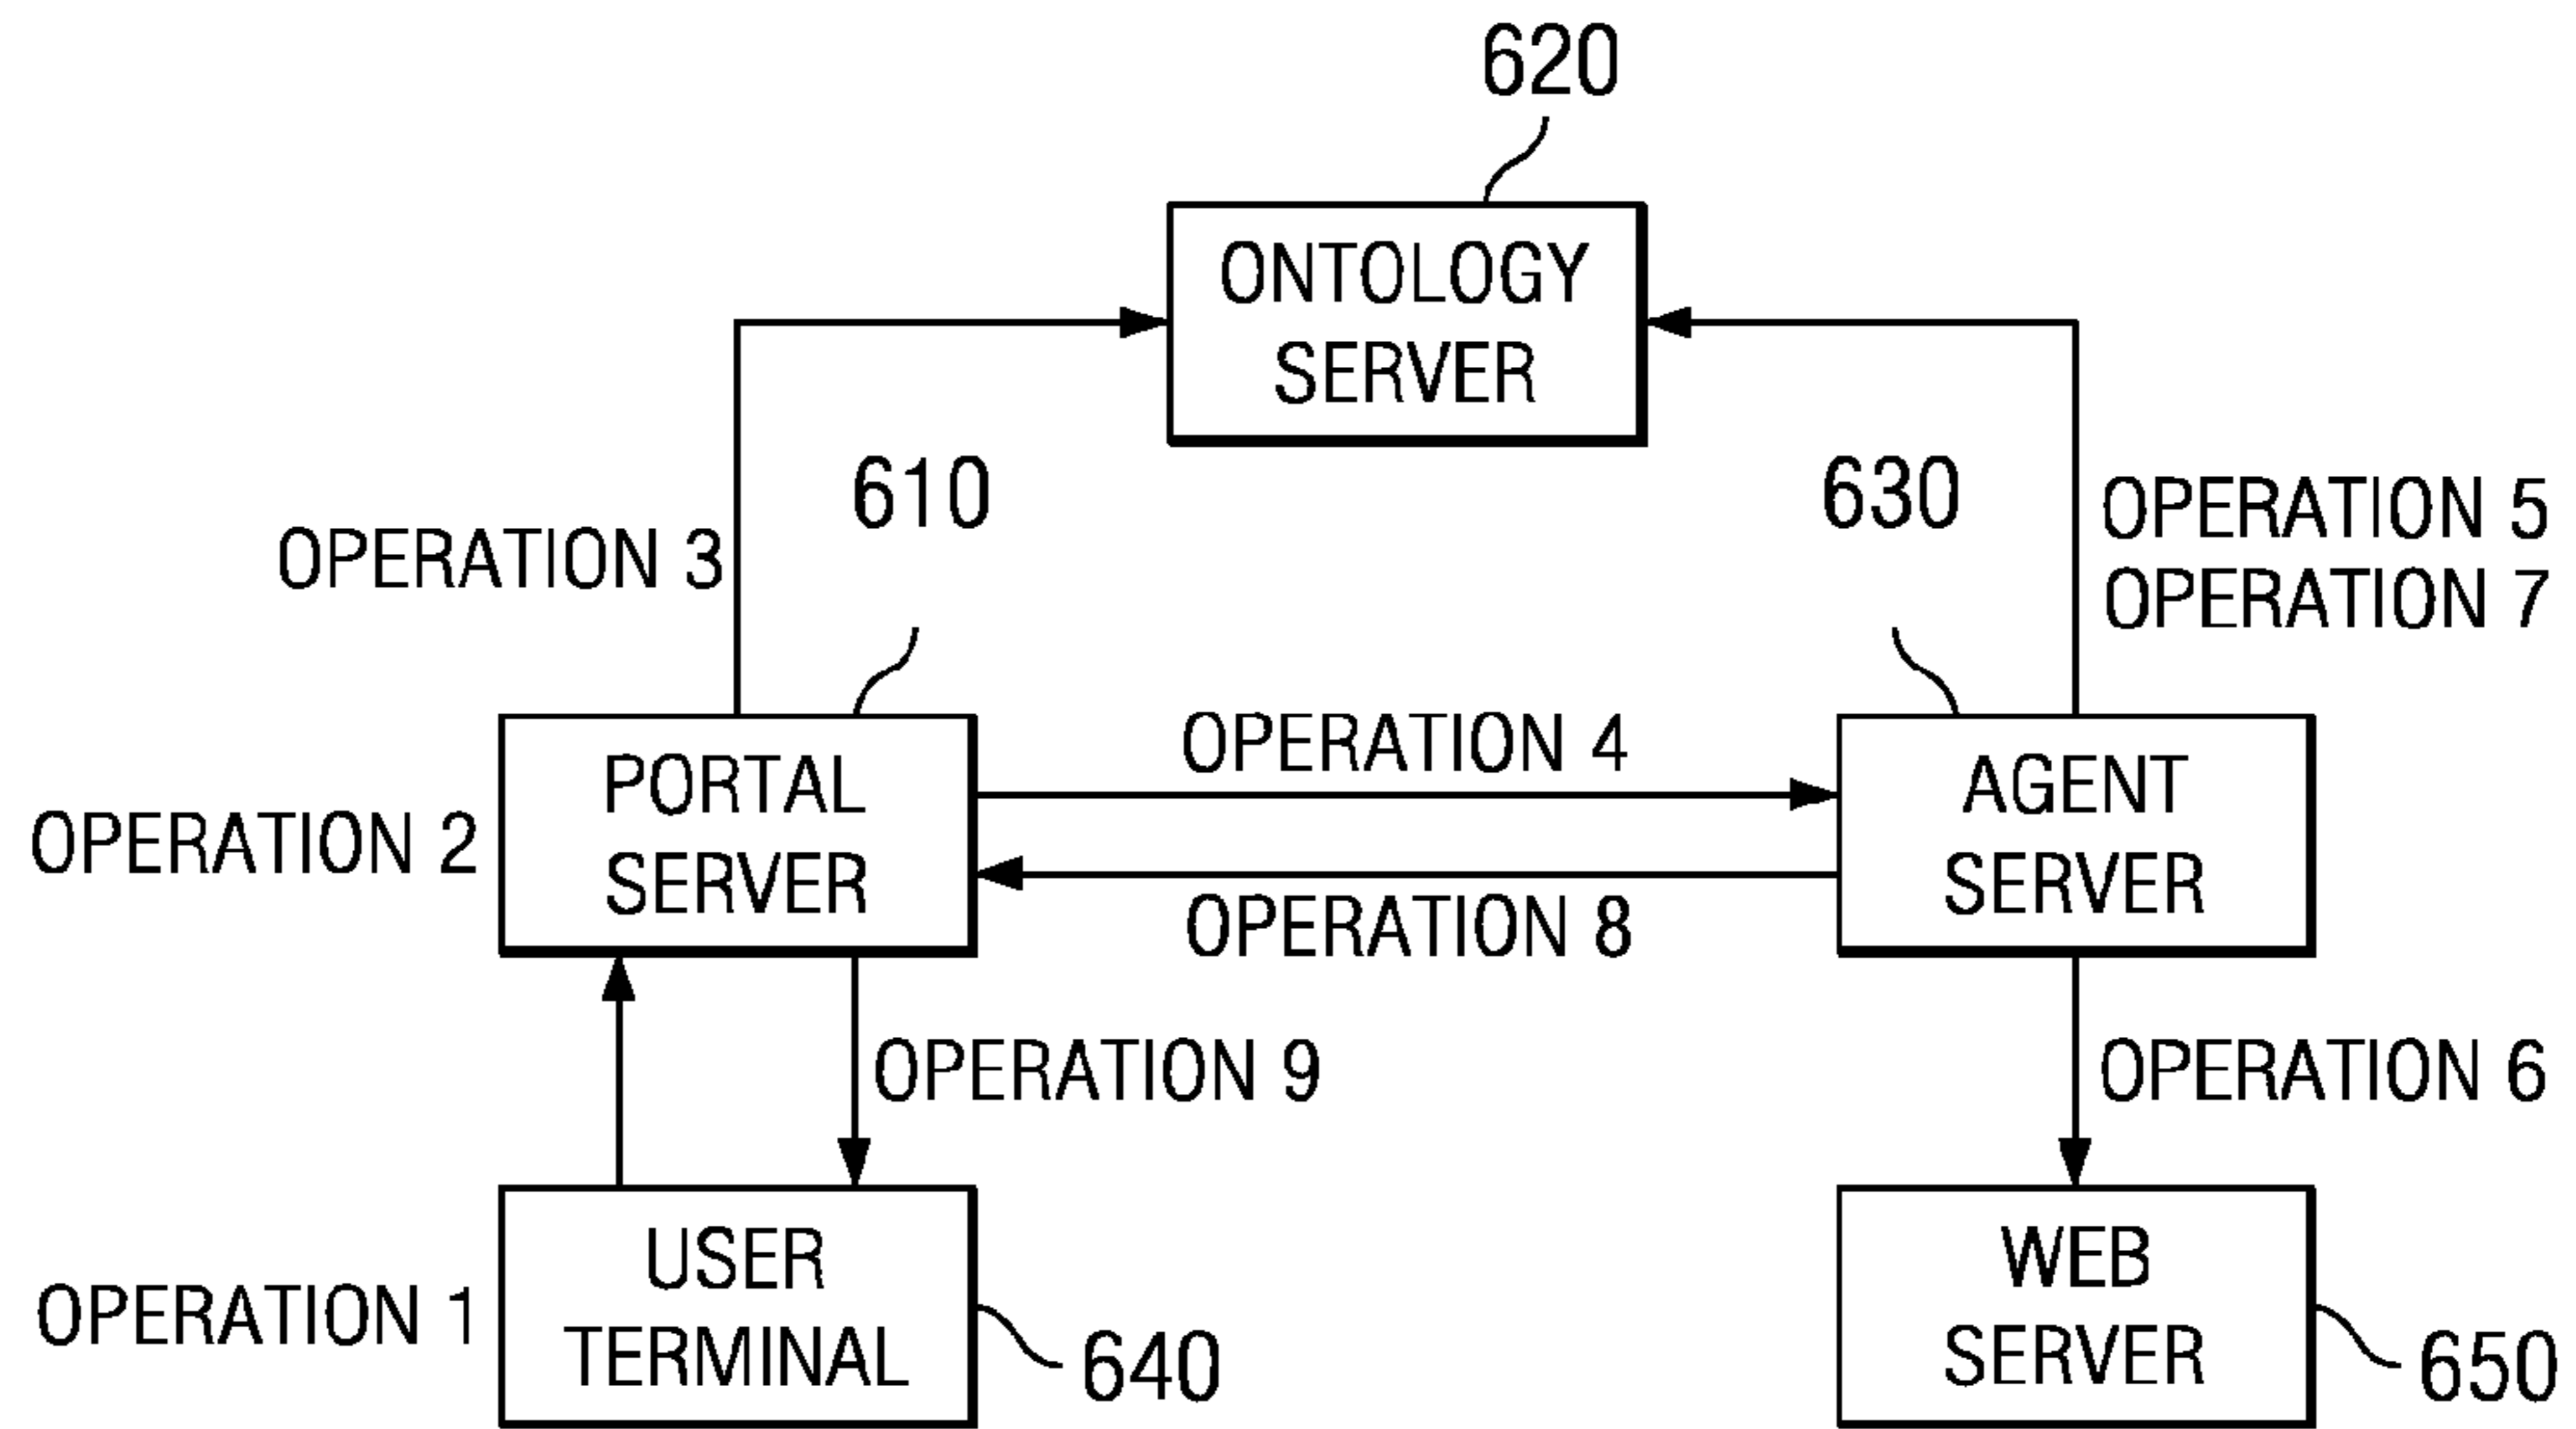 620
ONTOLOGY
SERVER
610
630
OPERATION 3
OPERATION 5
OPERATION 7
OPERATION 2
PORTAL
SERVER
OPERATION 4
OPERATION 8
AGENT
SERVER
OPERATION 9
OPERATION 6
OPERATION 1
USER
TERMINAL
640
WEB
SERVER
650